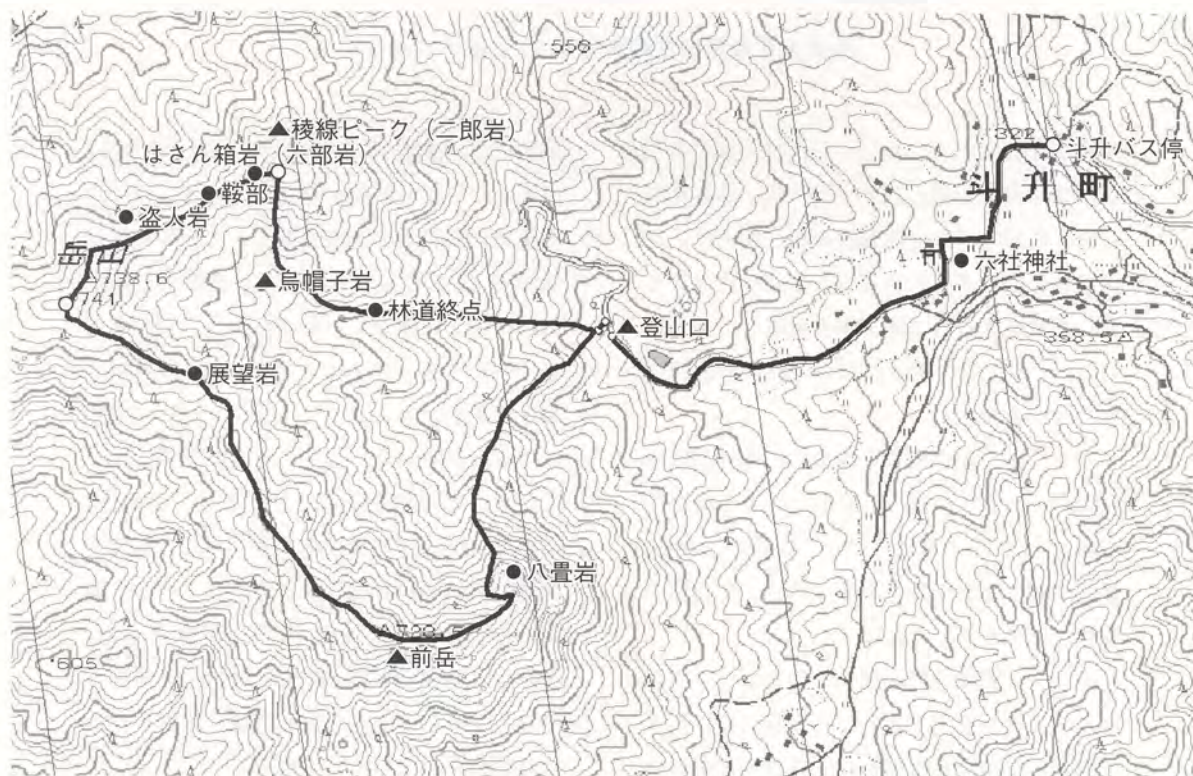 ·556
▲稜線ピーク（二郎岩）
はさん箱岩
（六部岩）
鞍部
盗人岩
岳山
△738.6
741
▲烏帽子岩
林道終点
▲登山口
322
斗升バス停
斗升町
六社神社
展望岩
八畳岩
▲前岳
·605